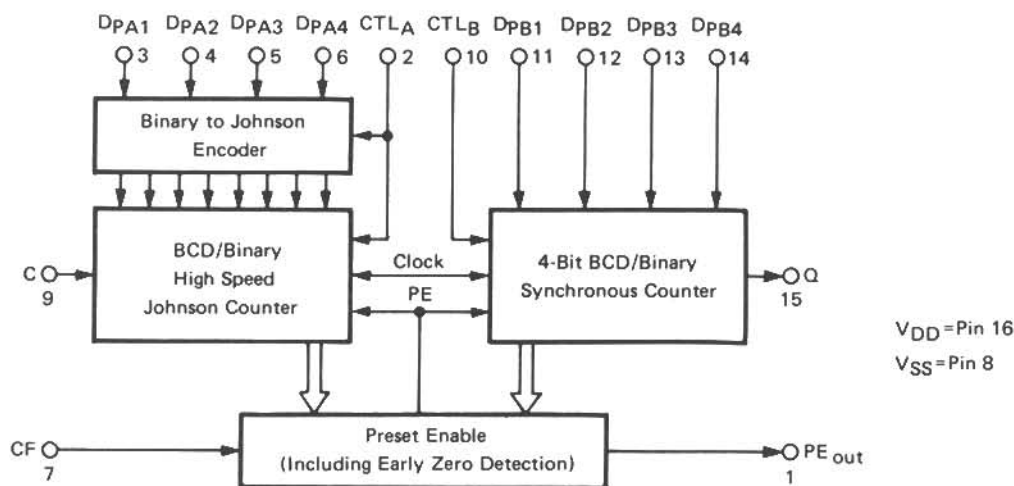 DPA1 DPA2 DPA3 DPA4 CTLA CTLB DPB1 DPB2 DPB3 DPB4
3 4 5 6 2 10 11 12 13 14
Binary to Johnson
Encoder
BCD/Binary
High Speed
Johnson Counter
C
9
Clock
PE
4-Bit BCD/Binary
Synchronous Counter
Q
15
VDD=Pin 16
VSS=Pin 8
CF
7
Preset Enable
(Including Early Zero Detection)
PEout
1